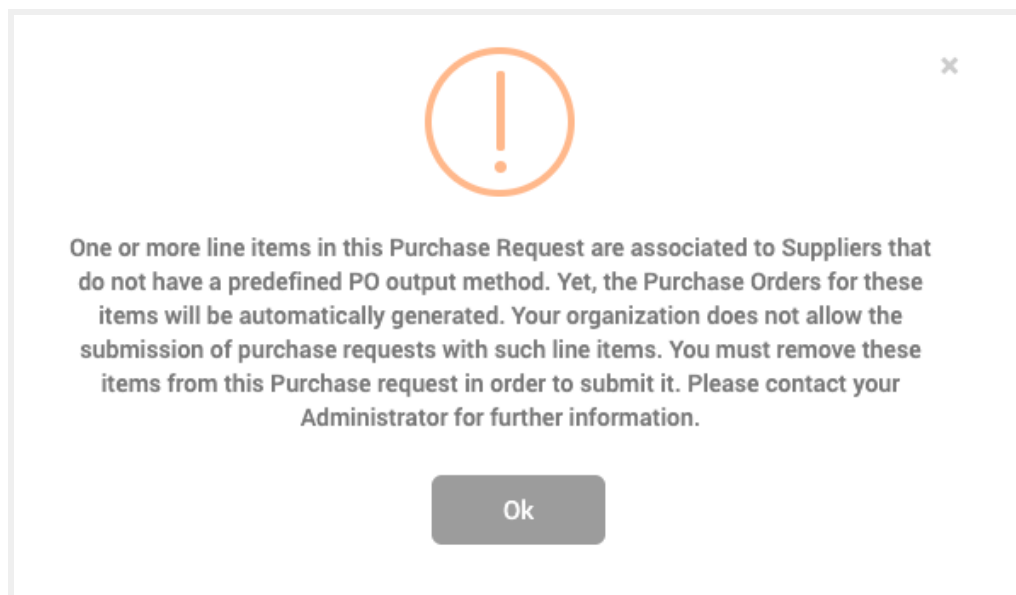 One or more line items in this Purchase Request are associated to Suppliers that
do not have a predefined PO output method. Yet, the Purchase Orders for these
items will be automatically generated. Your organization does not allow the
submission of purchase requests with such line items. You must remove these
items from this Purchase request in order to submit it. Please contact your
Administrator for further information.
Ok